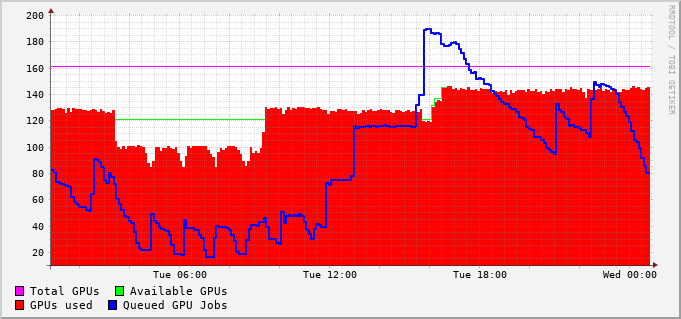 200
180
160
140
120
100
80
60
40
20
Tue 06:00 Tue 12:00 Tue 18:00 Wed 00:00
Total GPUs Available GPUs
GPUs used Queued GPU Jobs
RRDTOOL / TOBI OETIKER